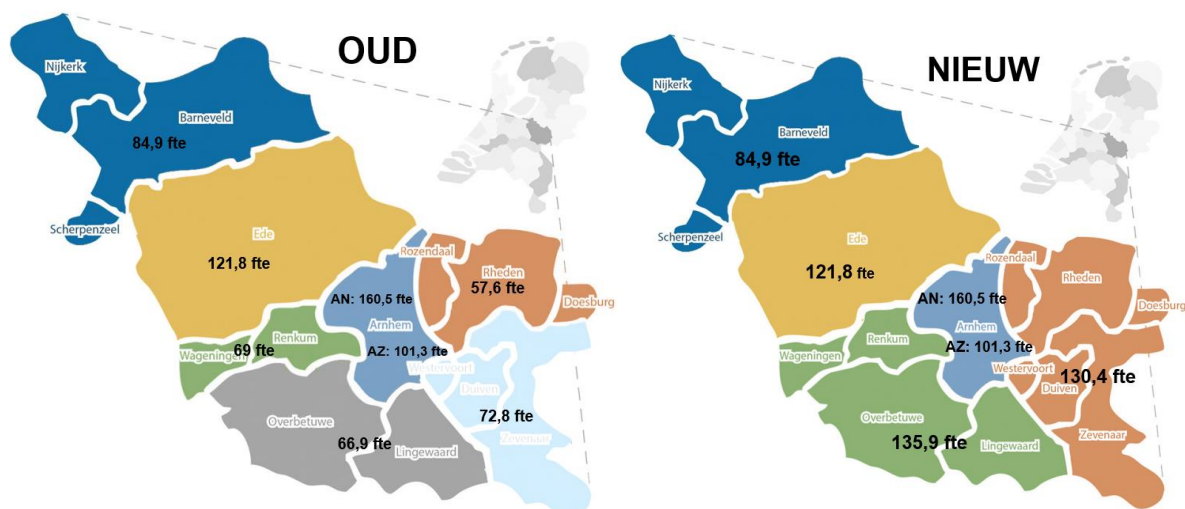 OUD
Nijkerk
Barneveld
84,9 fte
Scherpenzeel
Ede
121,8 fte
Rozendaal
Rheden
57,6 fte
Doesburg
AN: 160,5 fte
Arnhem
AZ: 101,3 fte
Renkum
Wageningen
69 fte
Westervoort
Duiven
72,8 fte
Zevenaar
Overbetuwe
66,9 fte
Lingewaard
NIEUW
Nijkerk
Barneveld
84,9 fte
Scherpenzeel
Ede
121,8 fte
Rozendaal
Rheden
Doesburg
AN: 160,5 fte
Arnhem
AZ: 101,3 fte
Renkum
Wageningen
Westervoort
Duiven
130,4 fte
Zevenaar
Overbetuwe
135,9 fte
Lingewaard